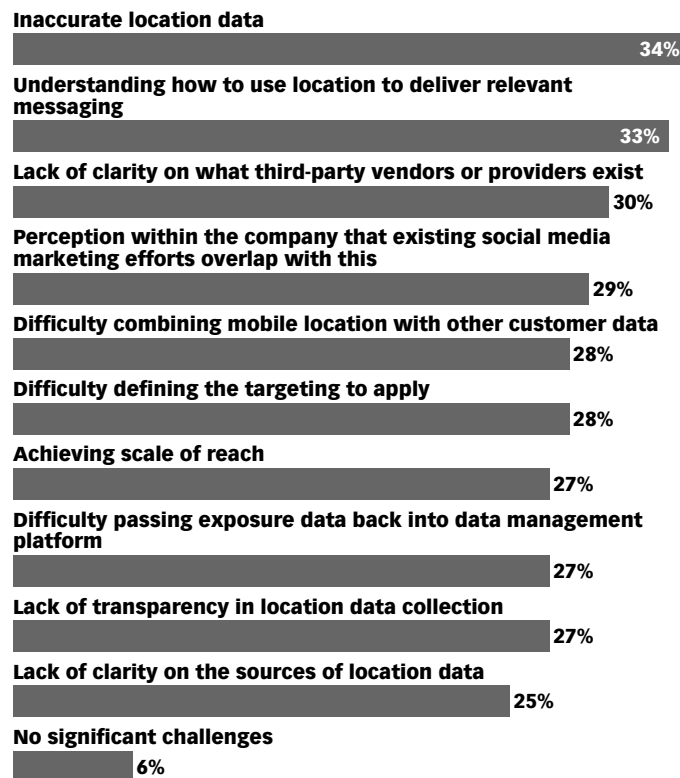 Inaccurate location data
34%
Understanding how to use location to deliver relevant
messaging
33%
Lack of clarity on what third-party vendors or providers exist
30%
Perception within the company that existing social media
marketing efforts overlap with this
29%
Difficulty combining mobile location with other customer data
28%
Difficulty defining the targeting to apply
28%
Achieving scale of reach
27%
Difficulty passing exposure data back into data management
platform
27%
Lack of transparency in location data collection
27%
Lack of clarity on the sources of location data
25%
No significant challenges
6%